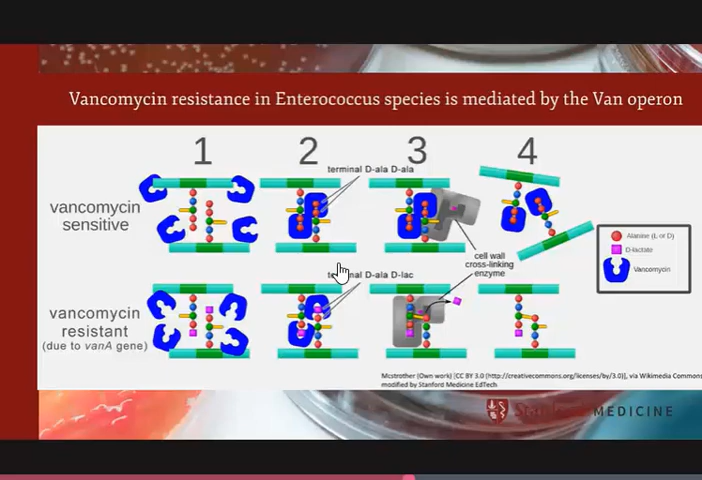 Vancomycin resistance in Enterococcus species is mediated by the Van operon
1 2 3 4
terminal D-ala D-ala
vancomycin
sensitive
cell wall
cross-linking
enzyme
Alanine (L or D)
D-lactate
Vancomycin
D-ala D-lac
vancomycin
resistant
(due to vanA gene)
Mcstrother (Own work) [CC BY 3.0 (http://creativecommons.org/licenses/by/3.0)], via Wikimedia Commons
modified by Stanford Medicine EdTech
Stanford MEDICINE